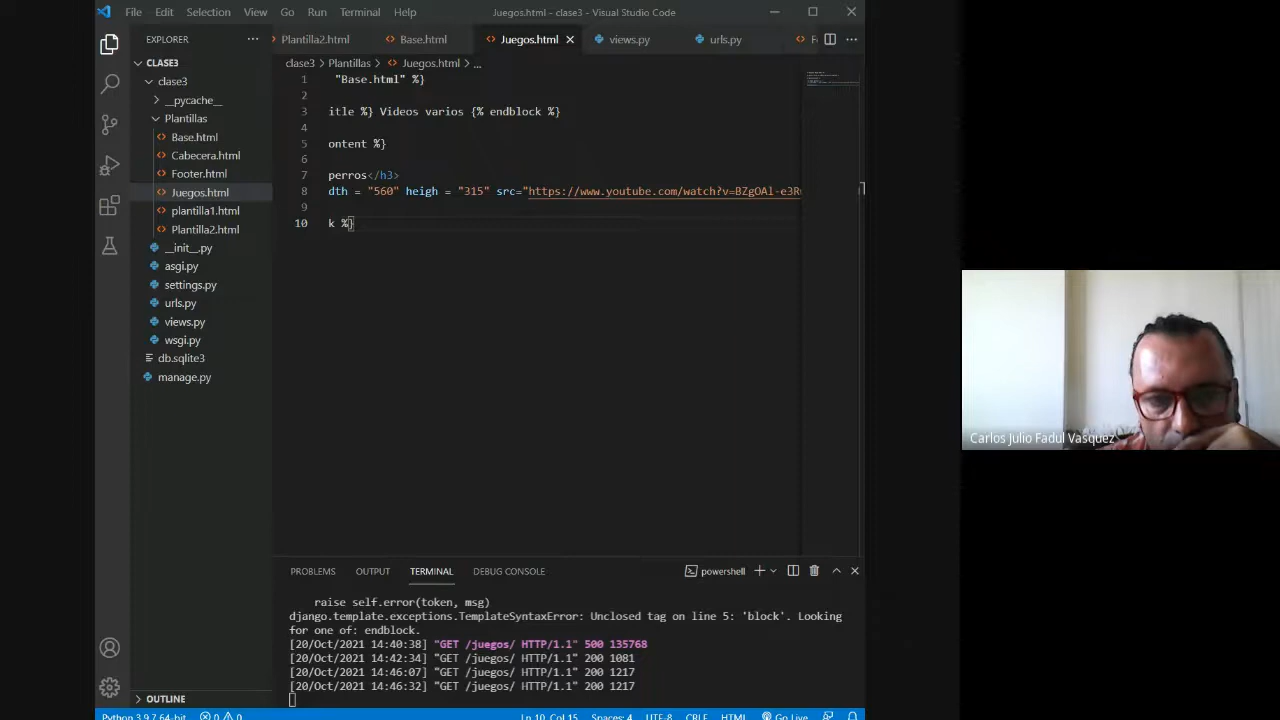 File Edit Selection View Go Run Terminal Help
Juegos.html - clase3 - Visual Studio Code
EXPLORER
Plantilla2.html
Base.html
Juegos.html
views.py
urls.py
CLASE3
clase3
__pycache__
Plantillas
Base.html
Cabecera.html
Footer.html
Juegos.html
plantilla1.html
Plantilla2.html
__init__.py
asgi.py
settings.py
urls.py
views.py
wsgi.py
db.sqlite3
manage.py
OUTLINE
clase3 > Plantillas > Juegos.html > ...
1 "Base.html" %}
2
3 itle %} Videos varios {% endblock %}
4
5 ontent %}
6
7 perros</h3>
8 dth = "560" heigh = "315" src="https://www.youtube.com/watch?v=BZgOAl-e3R
9
10 k %}
PROBLEMS OUTPUT TERMINAL DEBUG CONSOLE
powershell
raise self.error(token, msg)
django.template.exceptions.TemplateSyntaxError: Unclosed tag on line 5: 'block'. Looking
for one of: endblock.
[20/Oct/2021 14:40:38] "GET /juegos/ HTTP/1.1" 500 135768
[20/Oct/2021 14:42:34] "GET /juegos/ HTTP/1.1" 200 1081
[20/Oct/2021 14:46:07] "GET /juegos/ HTTP/1.1" 200 1217
[20/Oct/2021 14:46:32] "GET /juegos/ HTTP/1.1" 200 1217
Python 3.9.7 64-bit 0 0 Ln 10, Col 15 Spaces: 4 UTF-8 CRLF HTML Go Live
Carlos Julio Fadul Vasquez